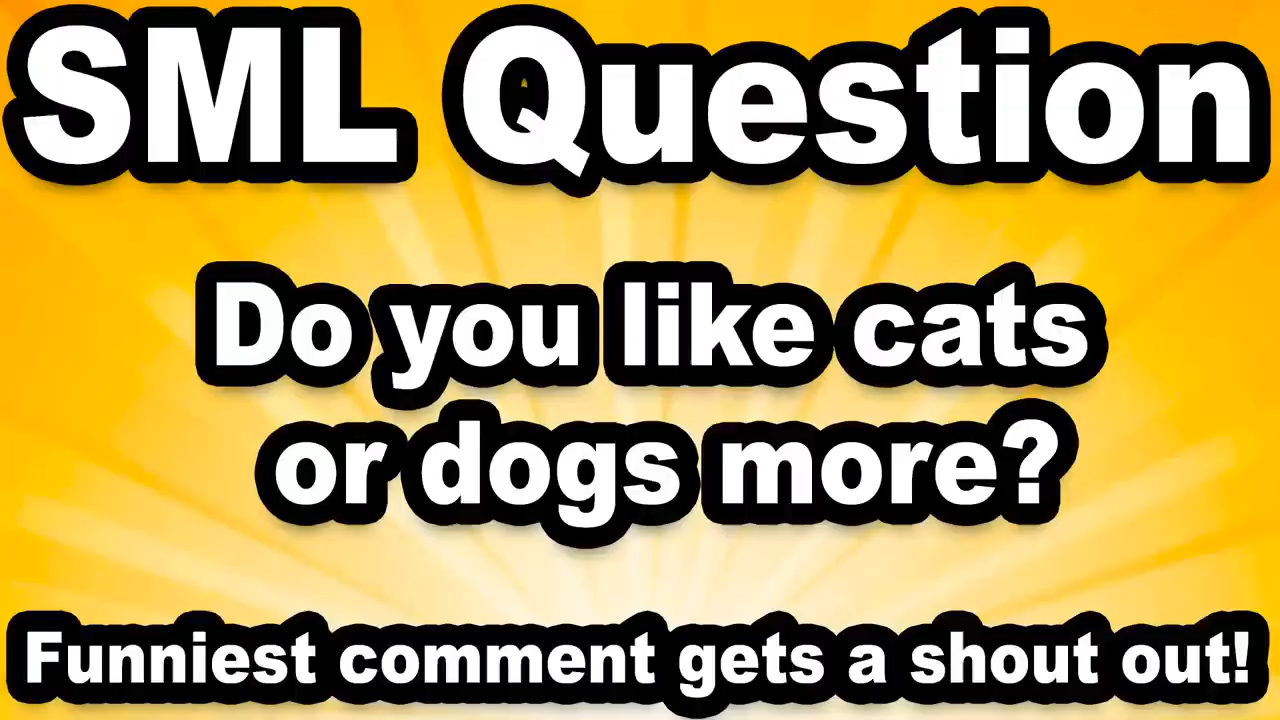 SML Question
Do you like cats
or dogs more?
Funniest comment gets a shout out!